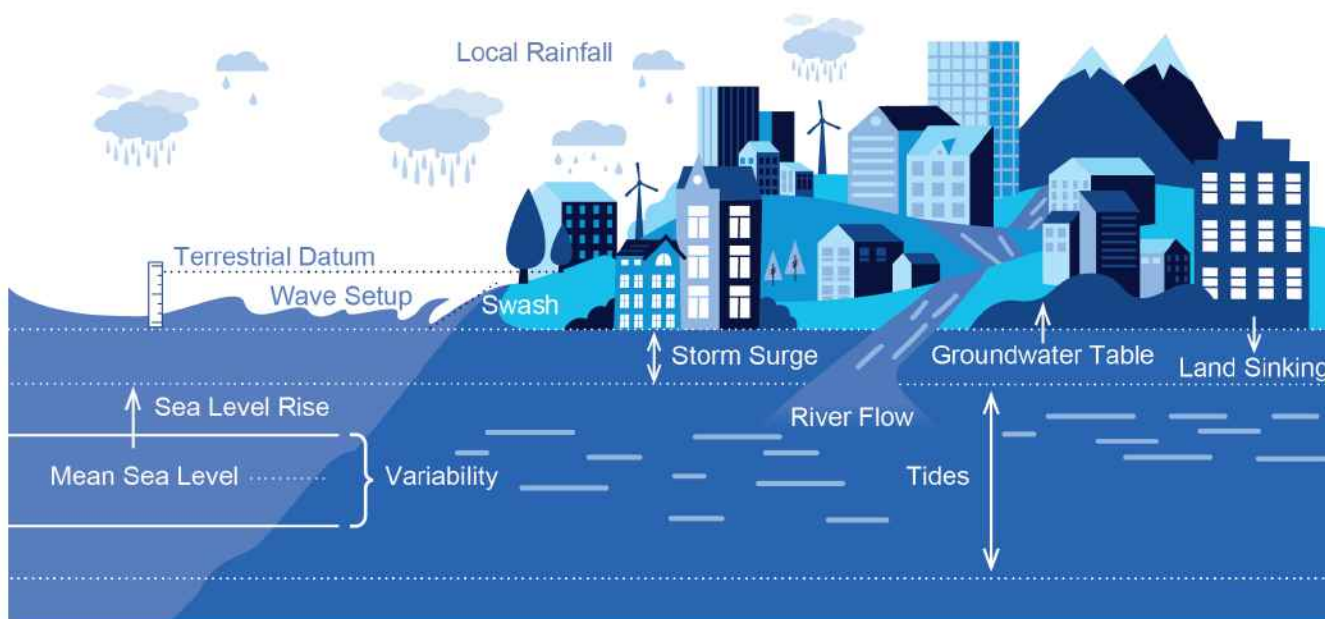 Local Rainfall
Terrestrial Datum
Wave Setup
Swash
Storm Surge
Groundwater Table
Land Sinking
Sea Level Rise
River Flow
Mean Sea Level
Variability
Tides